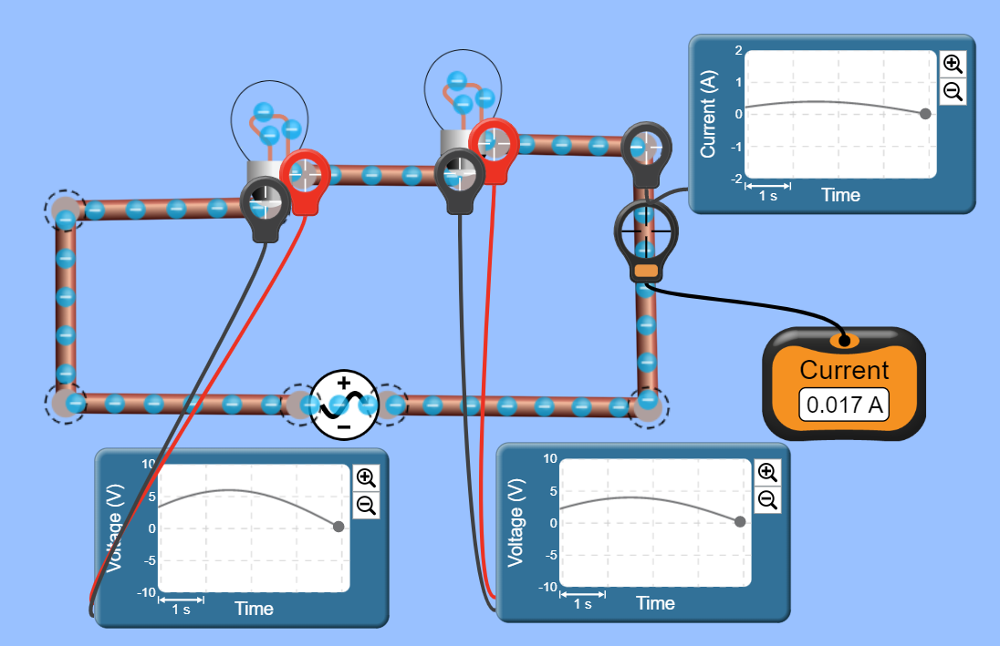 2
1
0
-1
-2
Current (A)
1 s
Time
Current
0.017 A
+
−
10
5
0
-5
-10
Voltage (V)
1 s
Time
10
5
0
-5
-10
Voltage (V)
1 s
Time